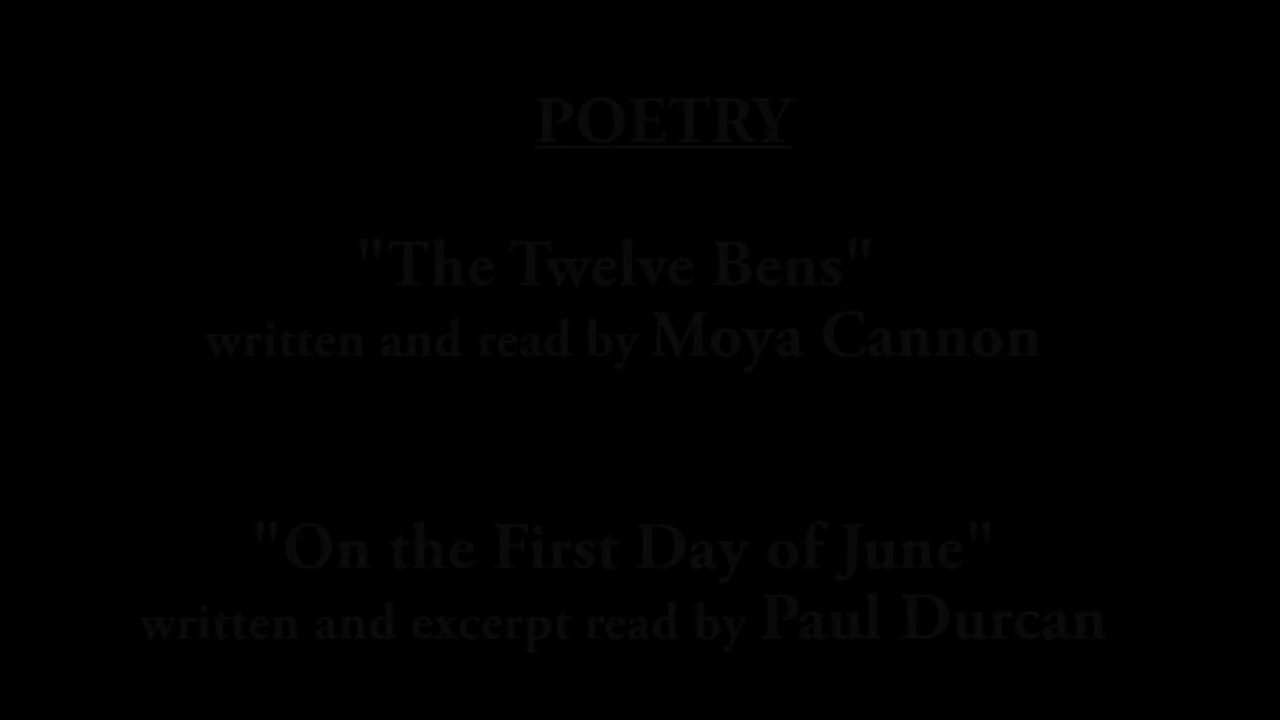 POETRY
"The Twelve Bens"
written and read by Moya Cannon
"On the First Day of June"
written and excerpt read by Paul Durcan